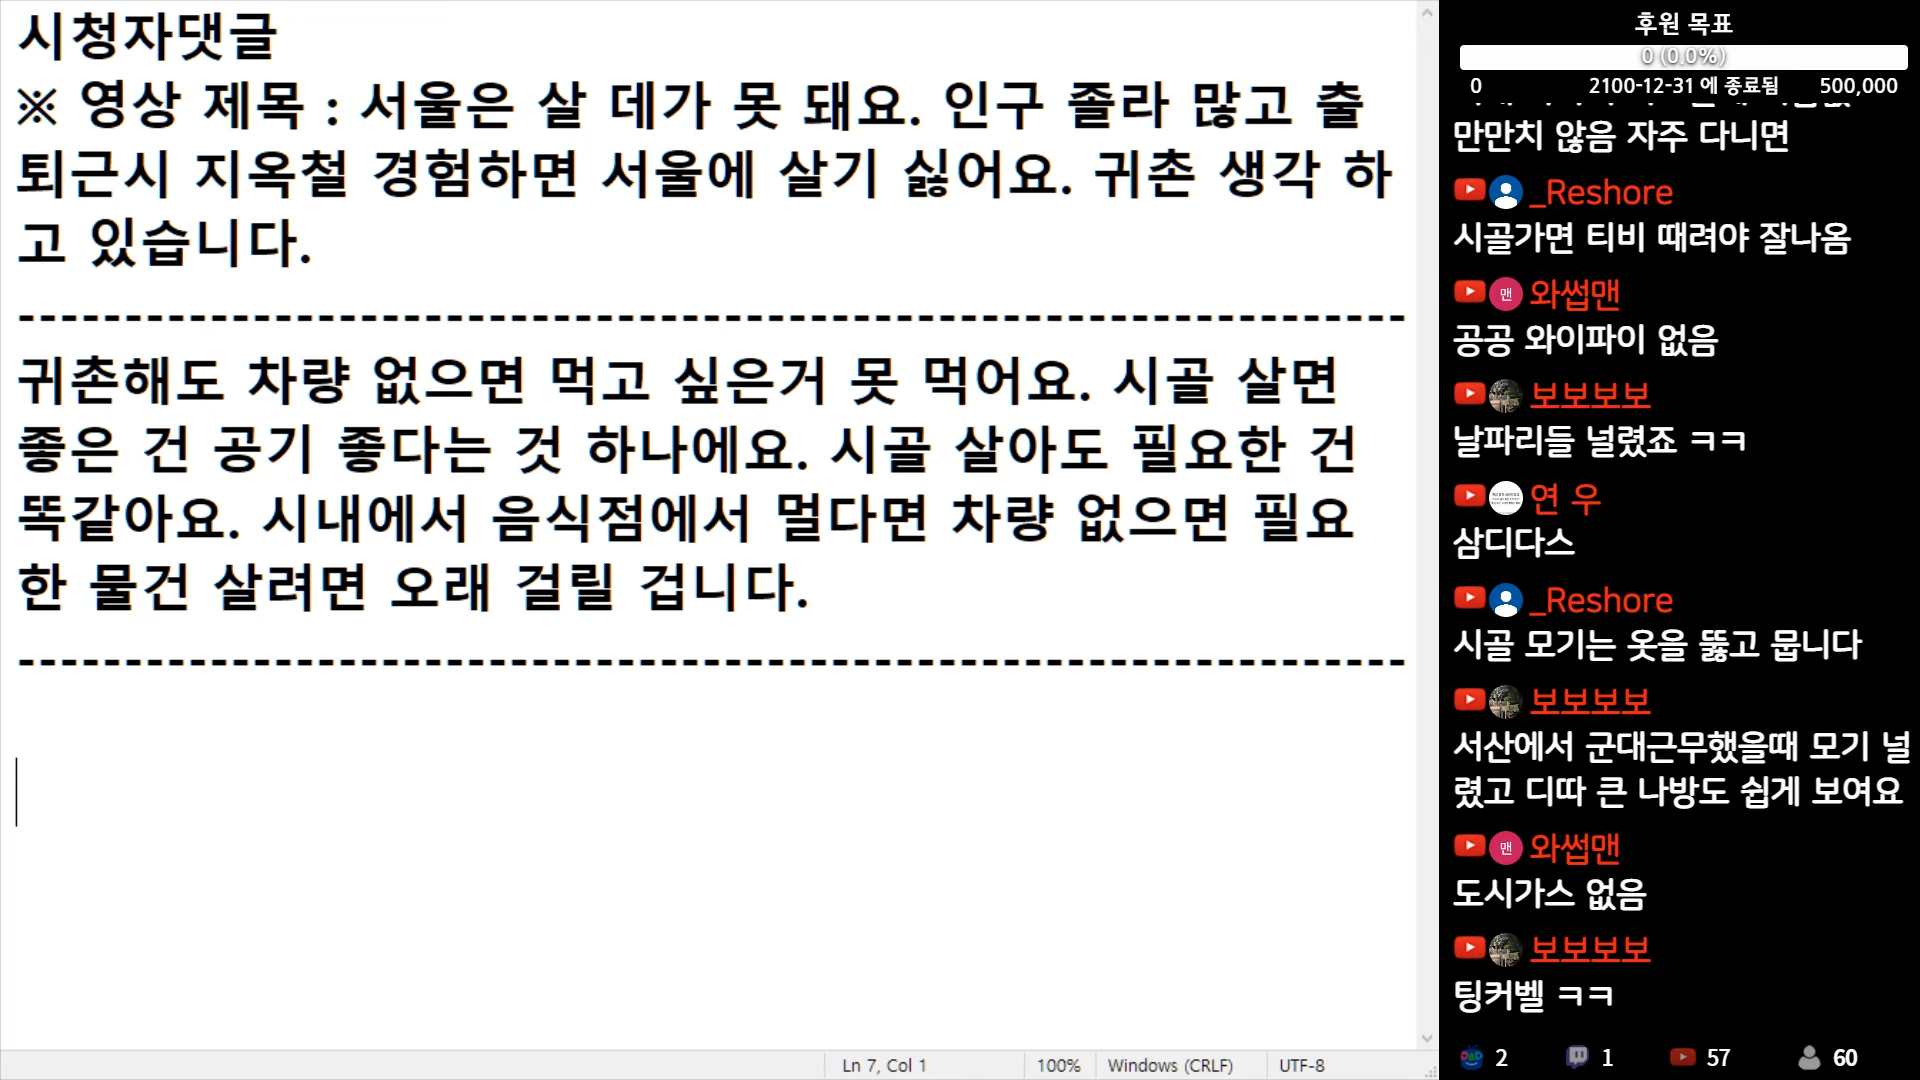 시청자댓글
※ 영상 제목 : 서울은 살 데가 못 돼요. 인구 졸라 많고 출
퇴근시 지옥철 경험하면 서울에 살기 싫어요. 귀촌 생각 하
고 있습니다.
------------------------------------------------------------------
귀촌해도 차량 없으면 먹고 싶은거 못 먹어요. 시골 살면
좋은 건 공기 좋다는 것 하나에요. 시골 살아도 필요한 건
똑같아요. 시내에서 음식점에서 멀다면 차량 없으면 필요
한 물건 살려면 오래 걸릴 겁니다.
------------------------------------------------------------------
Ln 7, Col 1
100%
Windows (CRLF)
UTF-8
후원 목표
0 (0.0%)
0 2100-12-31 에 종료됨 500,000
만만치 않음 자주 다니면
_Reshore
시골가면 티비 때려야 잘나옴
맨 와썹맨
공공 와이파이 없음
보보보보
날파리들 널렸죠 ㅋㅋ
연 우
삼디다스
_Reshore
시골 모기는 옷을 뚫고 뭅니다
보보보보
서산에서 군대근무했을때 모기 널
렸고 디따 큰 나방도 쉽게 보여요
맨 와썹맨
도시가스 없음
보보보보
팅커벨 ㅋㅋ
2 1 57 60